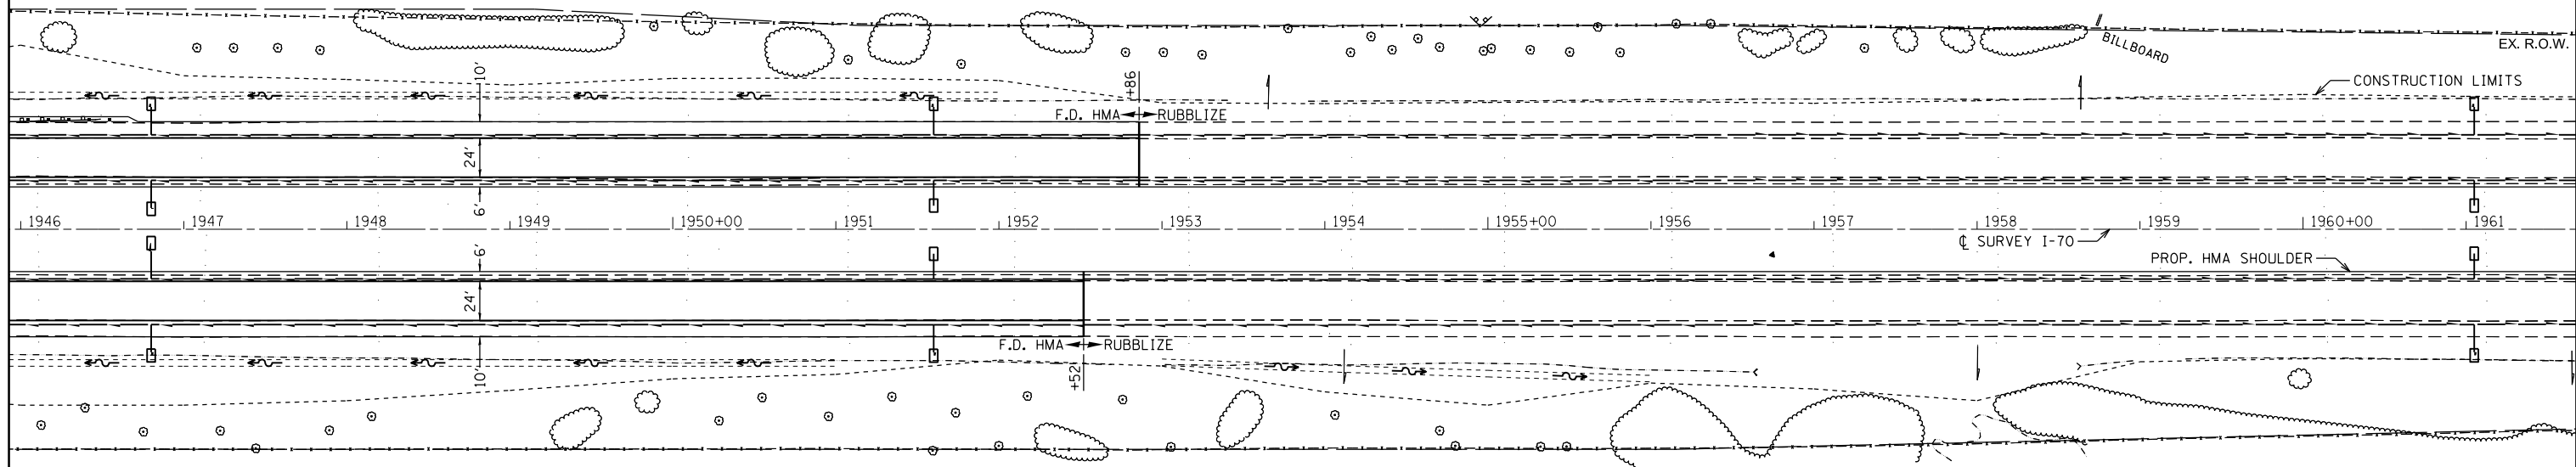 BILLBOARD
EX. R.O.W.
10'
+86
CONSTRUCTION LIMITS
F.D. HMA RUBBLIZE
24'
6'
1946 1947 1948 1949 1950+00 1951 1952 1953 1954 1955+00 1956 1957 1958 1959 1960+00 1961
℄ SURVEY I-70
6'
PROP. HMA SHOULDER
24'
F.D. HMA RUBBLIZE
10'
+52